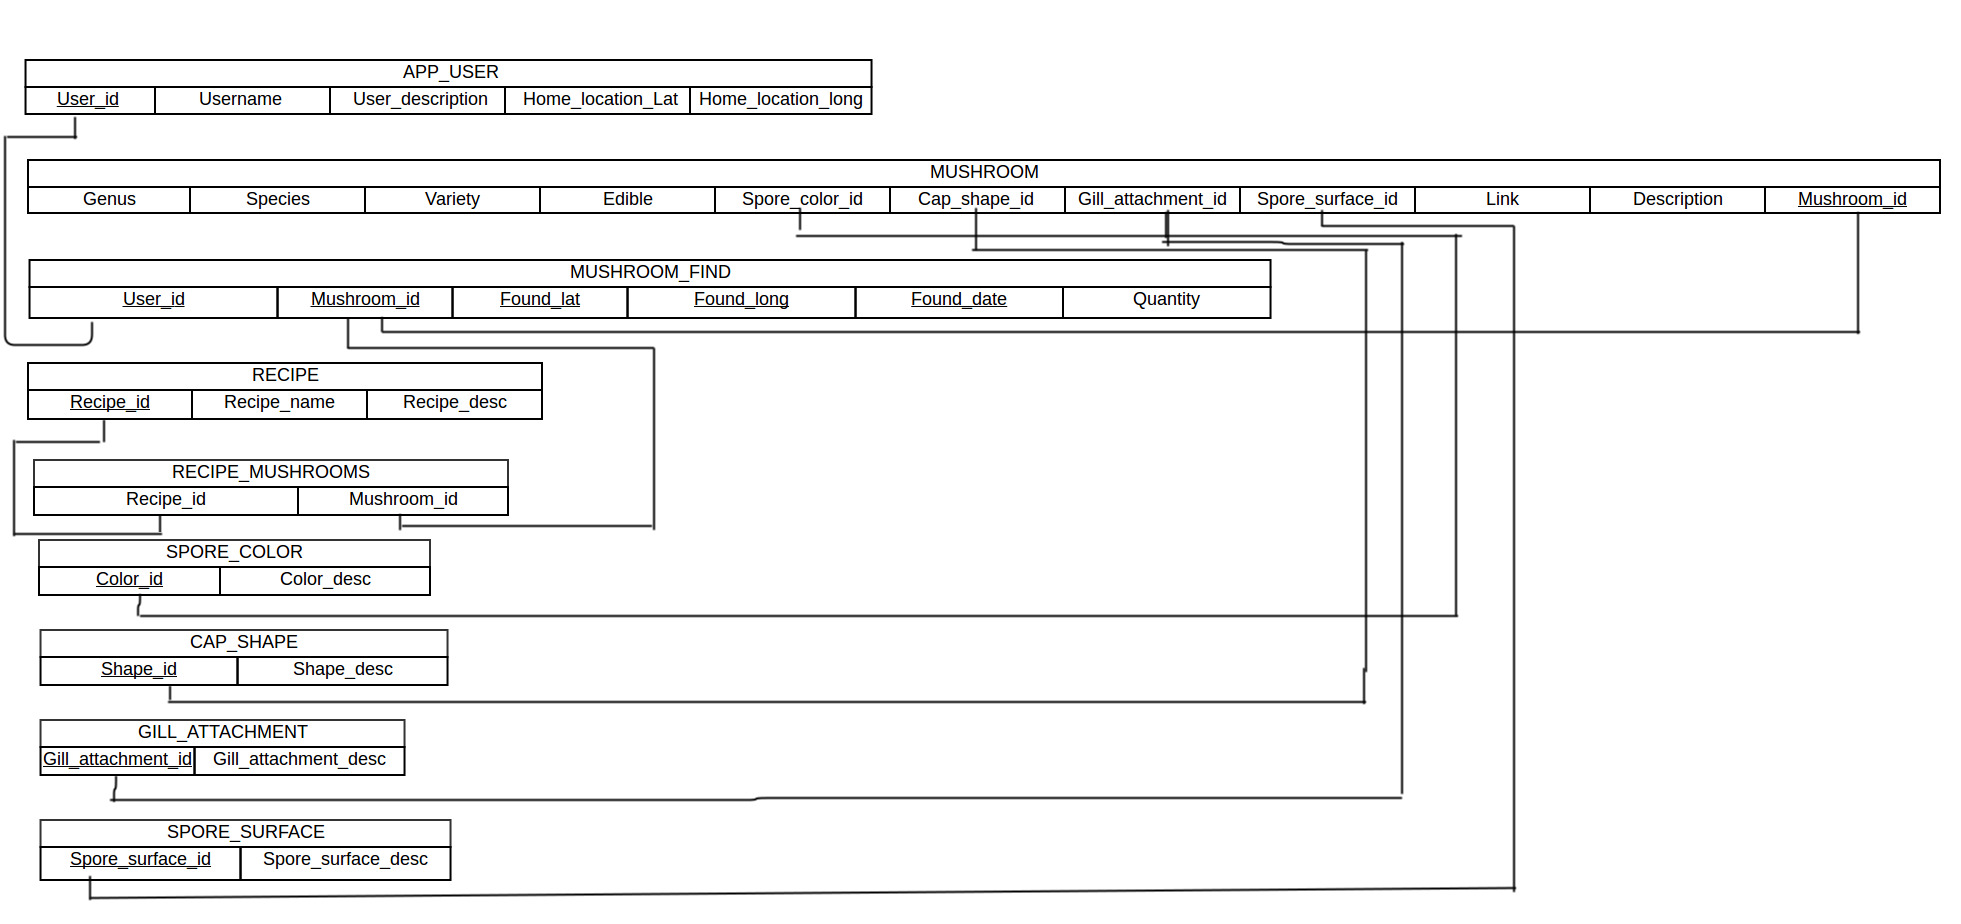 APP_USER
User_id Username User_description Home_location_Lat Home_location_long
MUSHROOM
Genus Species Variety Edible Spore_color_id Cap_shape_id Gill_attachment_id Spore_surface_id Link Description Mushroom_id
MUSHROOM_FIND
User_id Mushroom_id Found_lat Found_long Found_date Quantity
RECIPE
Recipe_id Recipe_name Recipe_desc
RECIPE_MUSHROOMS
Recipe_id Mushroom_id
SPORE_COLOR
Color_id Color_desc
CAP_SHAPE
Shape_id Shape_desc
GILL_ATTACHMENT
Gill_attachment_id Gill_attachment_desc
SPORE_SURFACE
Spore_surface_id Spore_surface_desc